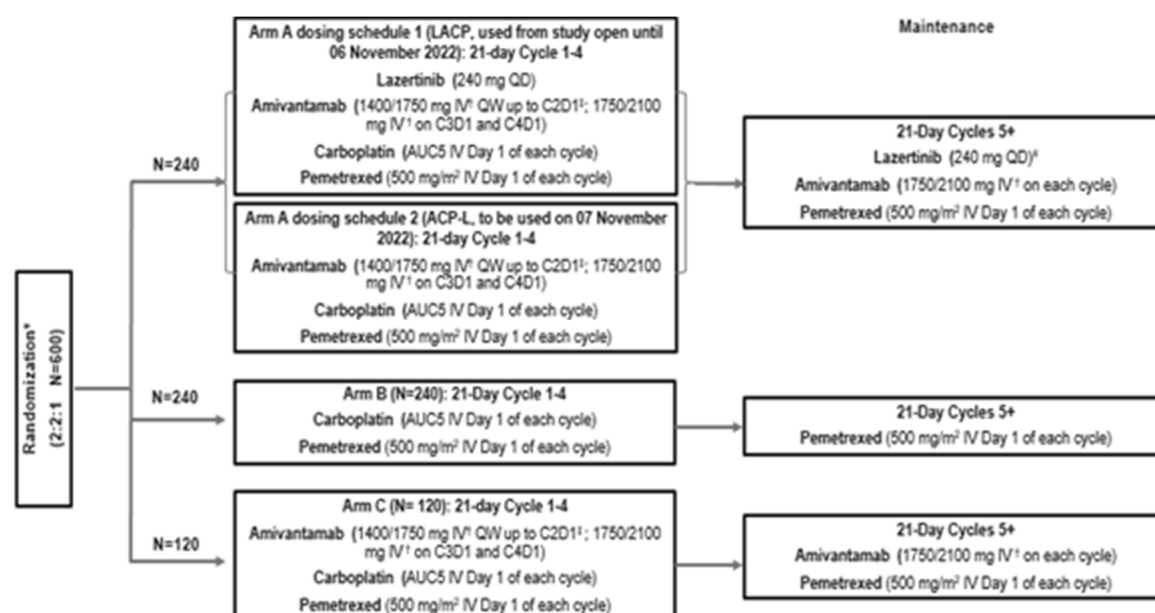 Maintenance
Randomization*
(2:2:1 N=600)
N=240
Arm A dosing schedule 1 (LACP, used from study open until
06 November 2022): 21-day Cycle 1-4
Lazertinib (240 mg QD)
Amivantamab (1400/1750 mg IV† QW up to C2D1‡; 1750/2100
mg IV† on C3D1 and C4D1)
Carboplatin (AUC5 IV Day 1 of each cycle)
Pemetrexed (500 mg/m² IV Day 1 of each cycle)
Arm A dosing schedule 2 (ACP-L, to be used on 07 November
2022): 21-day Cycle 1-4
Amivantamab (1400/1750 mg IV† QW up to C2D1‡; 1750/2100
mg IV† on C3D1 and C4D1)
Carboplatin (AUC5 IV Day 1 of each cycle)
Pemetrexed (500 mg/m² IV Day 1 of each cycle)
21-Day Cycles 5+
Lazertinib (240 mg QD)
Amivantamab (1750/2100 mg IV† on each cycle)
Pemetrexed (500 mg/m² IV Day 1 of each cycle)
N=240
Arm B (N=240): 21-Day Cycle 1-4
Carboplatin (AUC5 IV Day 1 of each cycle)
Pemetrexed (500 mg/m² IV Day 1 of each cycle)
21-Day Cycles 5+
Pemetrexed (500 mg/m² IV Day 1 of each cycle)
N=120
Arm C (N= 120): 21-day Cycle 1-4
Amivantamab (1400/1750 mg IV† QW up to C2D1‡; 1750/2100
mg IV† on C3D1 and C4D1)
Carboplatin (AUC5 IV Day 1 of each cycle)
Pemetrexed (500 mg/m² IV Day 1 of each cycle)
21-Day Cycles 5+
Amivantamab (1750/2100 mg IV† on each cycle)
Pemetrexed (500 mg/m² IV Day 1 of each cycle)